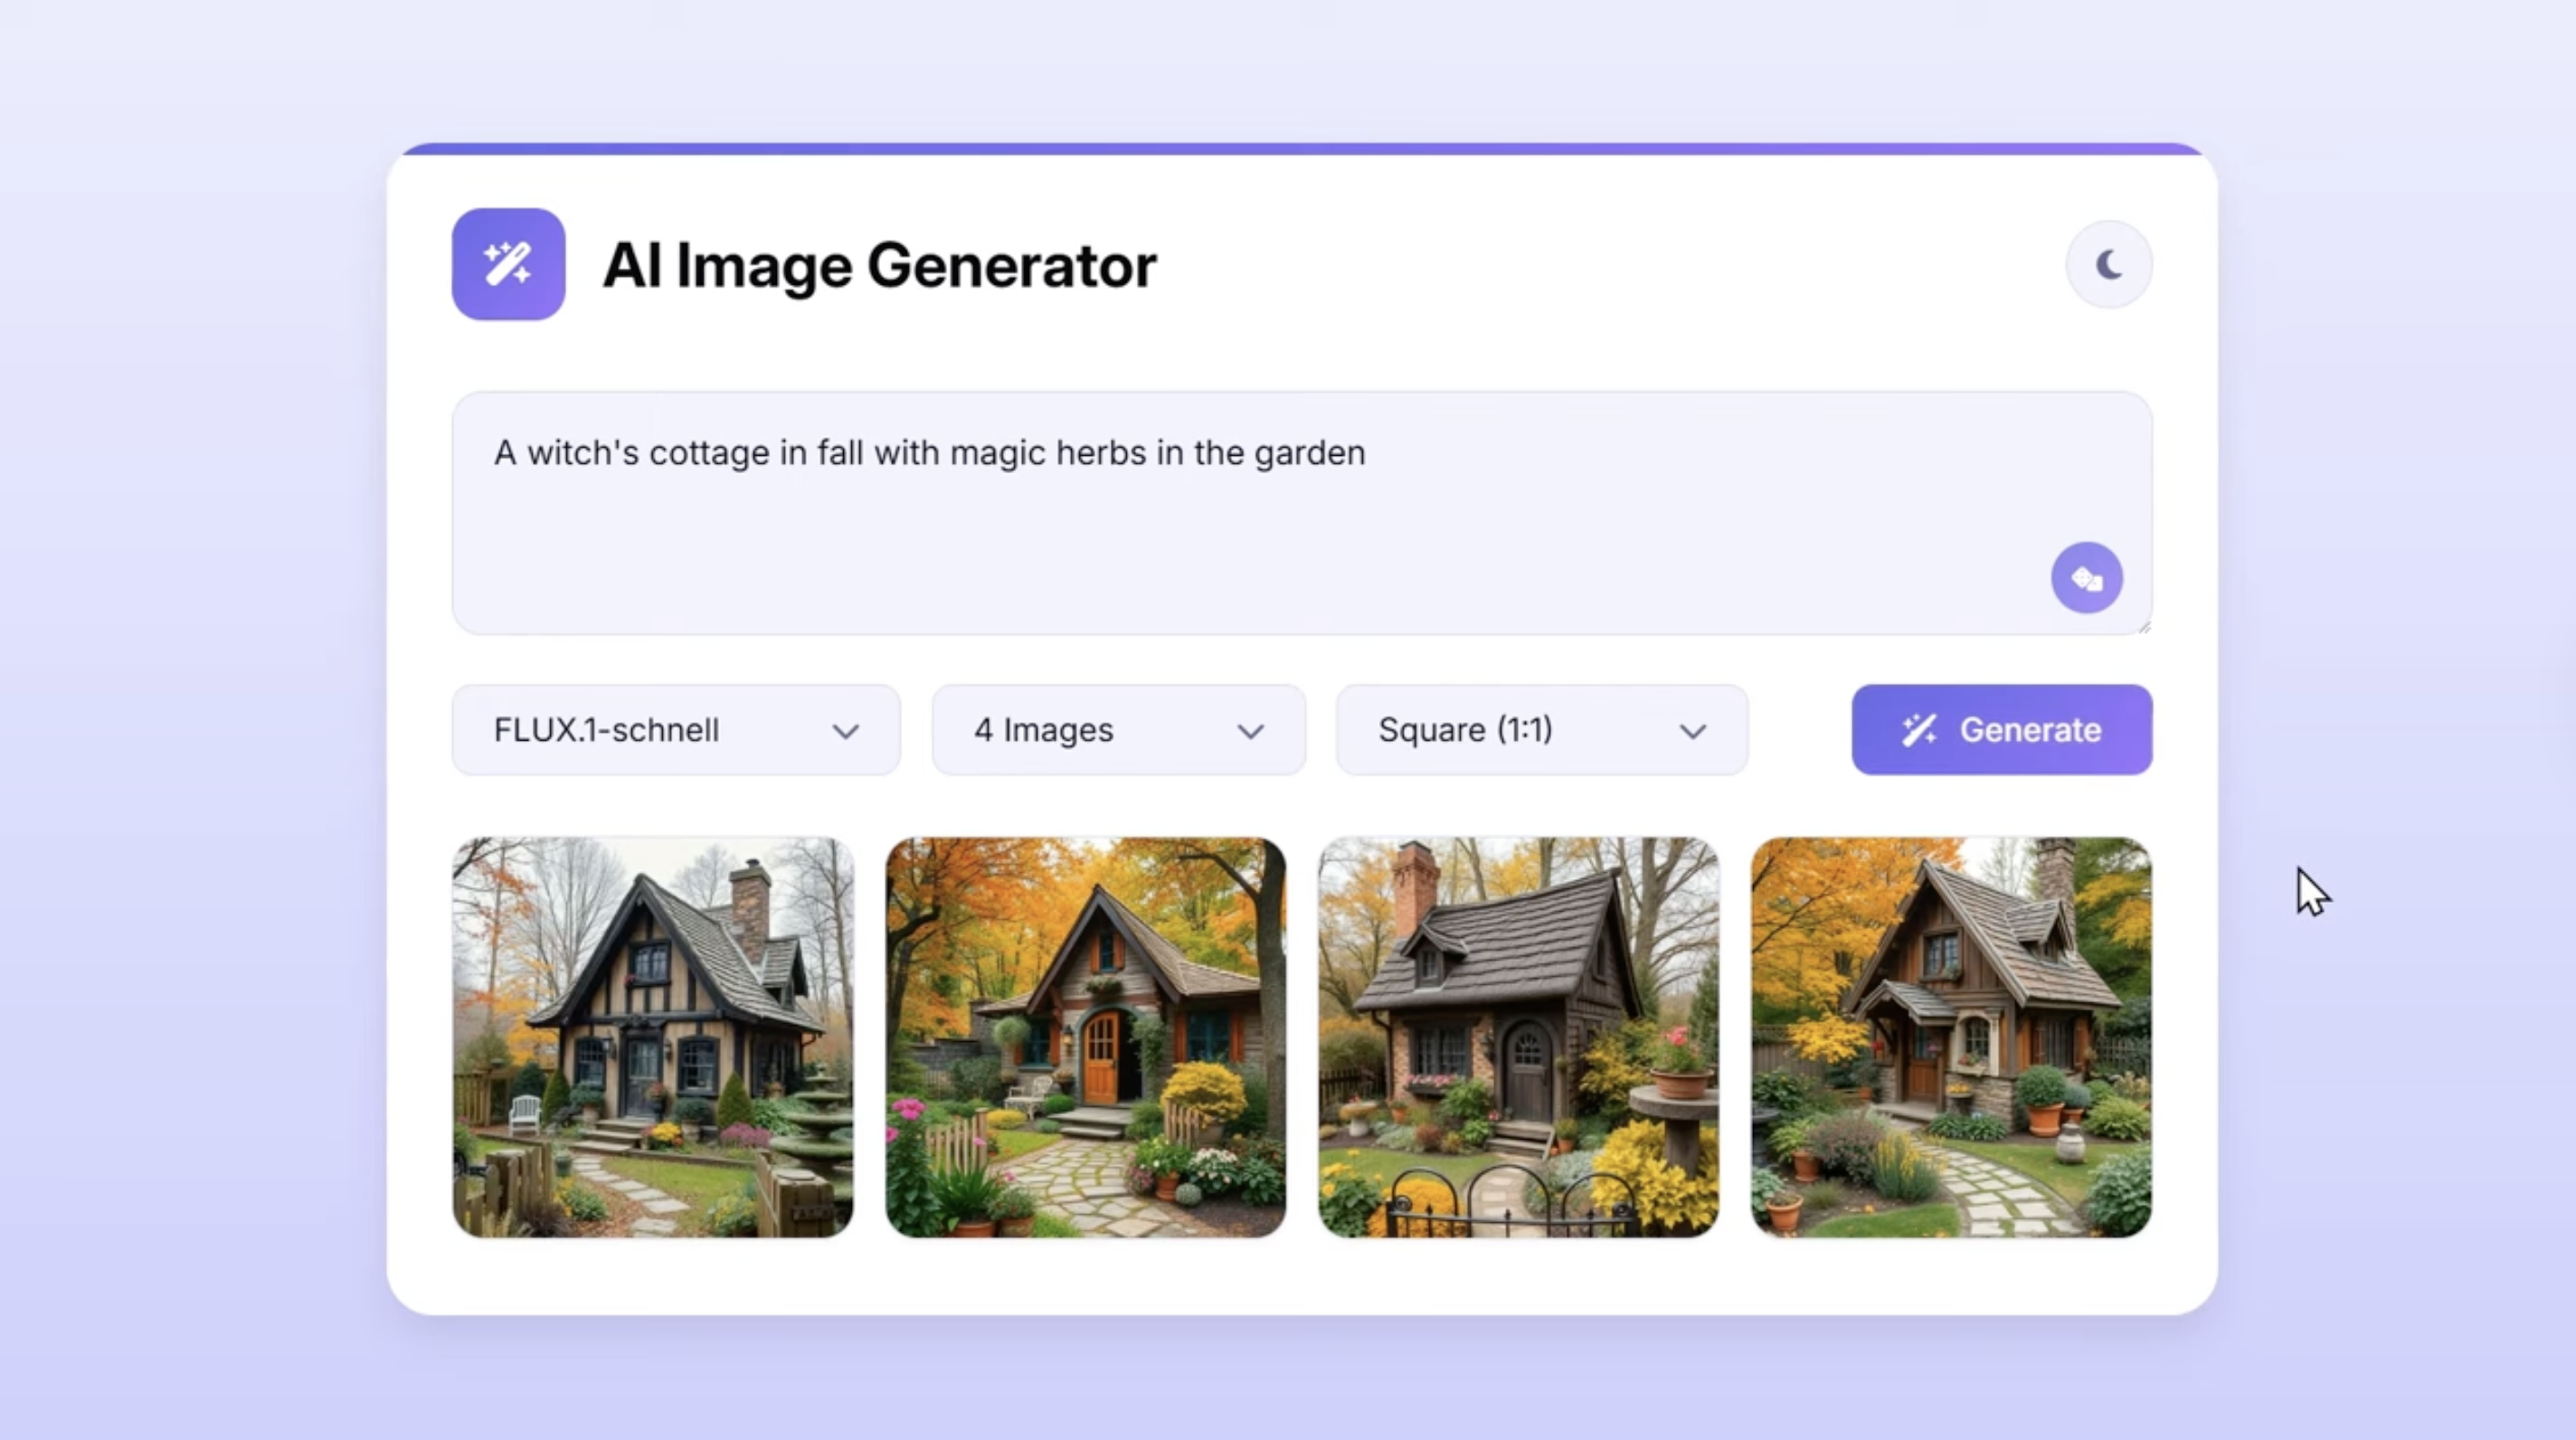 AI Image Generator
A witch's cottage in fall with magic herbs in the garden
FLUX.1-schnell
4 Images
Square (1:1)
Generate